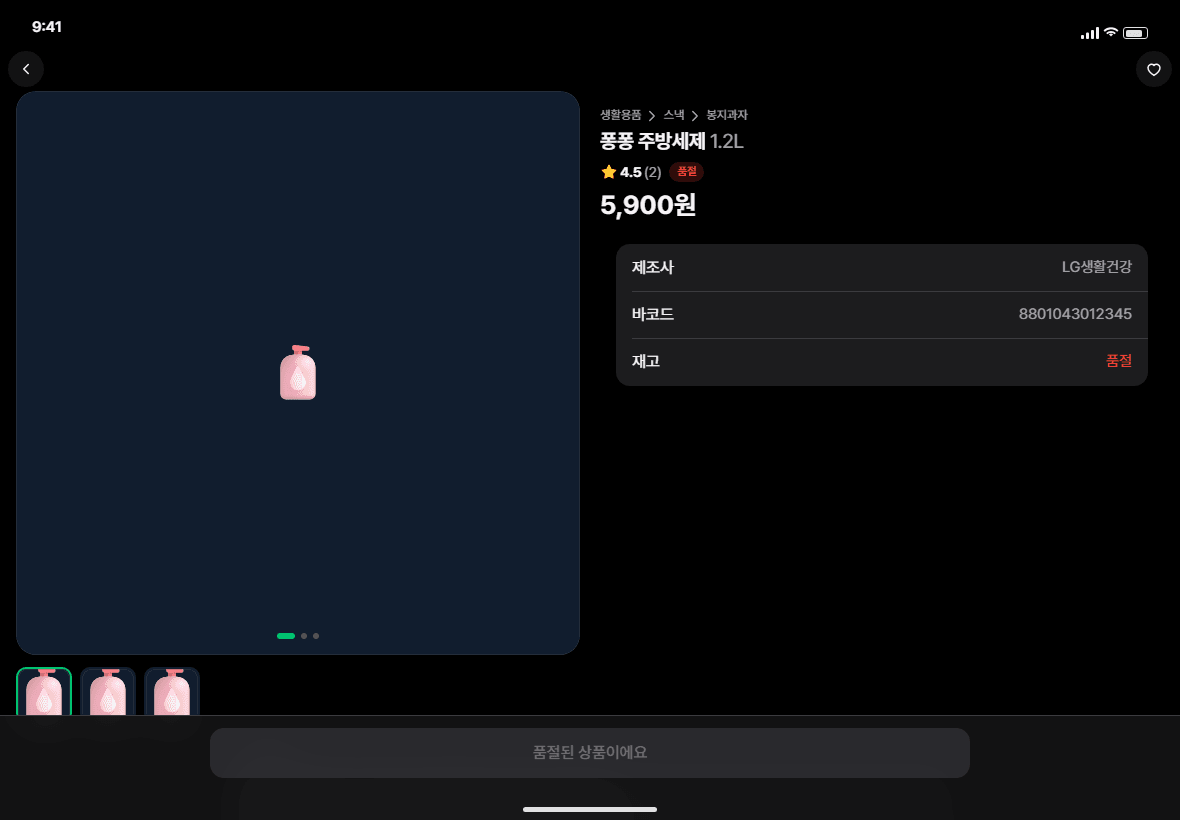 9:41
생활용품 > 스낵 > 봉지과자
퐁퐁 주방세제 1.2L
4.5 (2) 품절
5,900원
제조사 LG생활건강
바코드 8801043012345
재고 품절
품절된 상품이에요